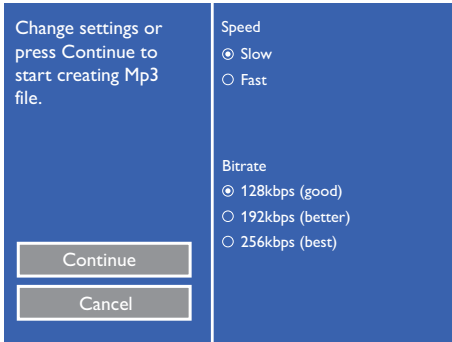 Change settings or
press Continue to
start creating Mp3
file.
Continue
Cancel
Speed
Slow
Fast
Bitrate
128kbps (good)
192kbps (better)
256kbps (best)